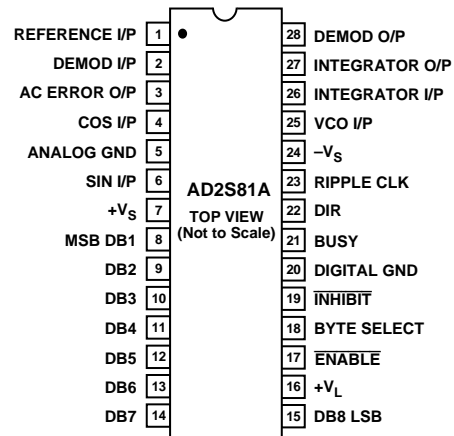 REFERENCE I/P 1 28 DEMOD O/P
DEMOD I/P 2 27 INTEGRATOR O/P
AC ERROR O/P 3 26 INTEGRATOR I/P
COS I/P 4 25 VCO I/P
ANALOG GND 5 24 –VS
SIN I/P 6 AD2S81A 23 RIPPLE CLK
+VS 7 TOP VIEW 22 DIR
MSB DB1 8 (Not to Scale) 21 BUSY
DB2 9 20 DIGITAL GND
DB3 10 19 INHIBIT
DB4 11 18 BYTE SELECT
DB5 12 17 ENABLE
DB6 13 16 +VL
DB7 14 15 DB8 LSB